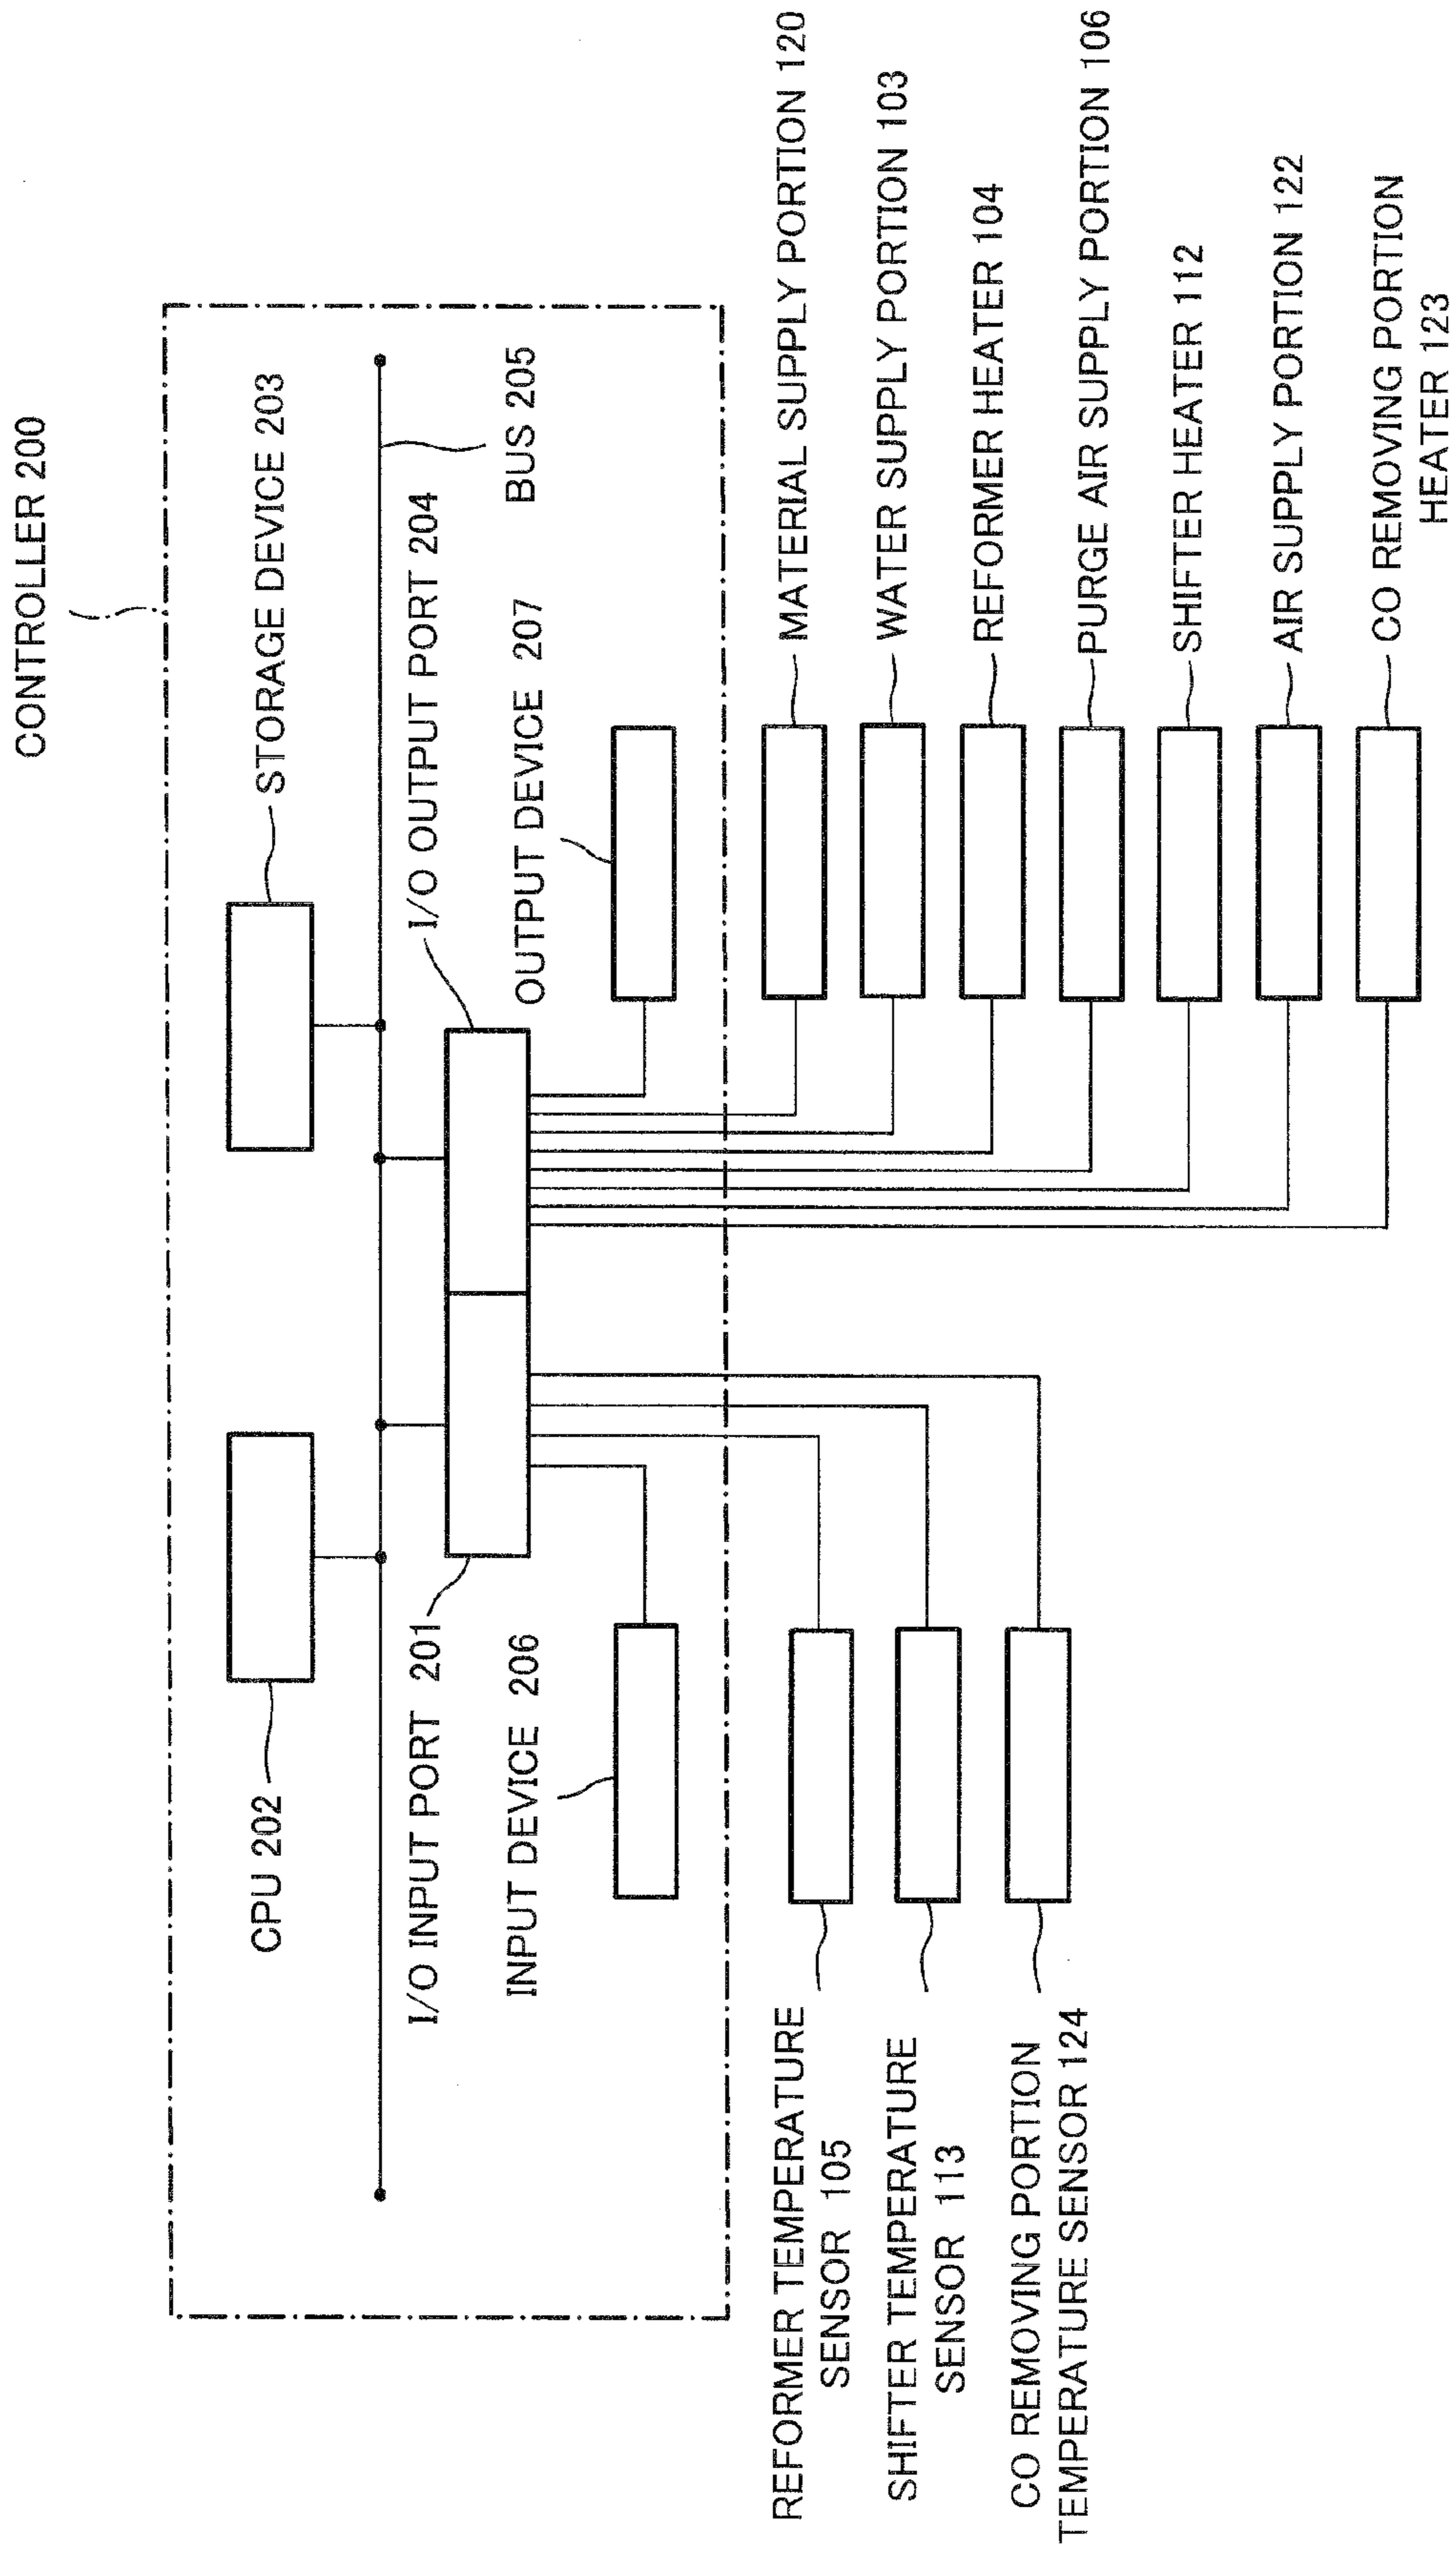 CONTROLLER 200
CPU 202
STORAGE DEVICE 203
I/O INPUT PORT 201
I/O OUTPUT PORT 204
BUS 205
INPUT DEVICE 206
OUTPUT DEVICE 207
REFORMER TEMPERATURE
SENSOR 105
SHIFTER TEMPERATURE
SENSOR 113
CO REMOVING PORTION
TEMPERATURE SENSOR 124
MATERIAL SUPPLY PORTION 120
WATER SUPPLY PORTION 103
REFORMER HEATER 104
PURGE AIR SUPPLY PORTION 106
SHIFTER HEATER 112
AIR SUPPLY PORTION 122
CO REMOVING PORTION
HEATER 123